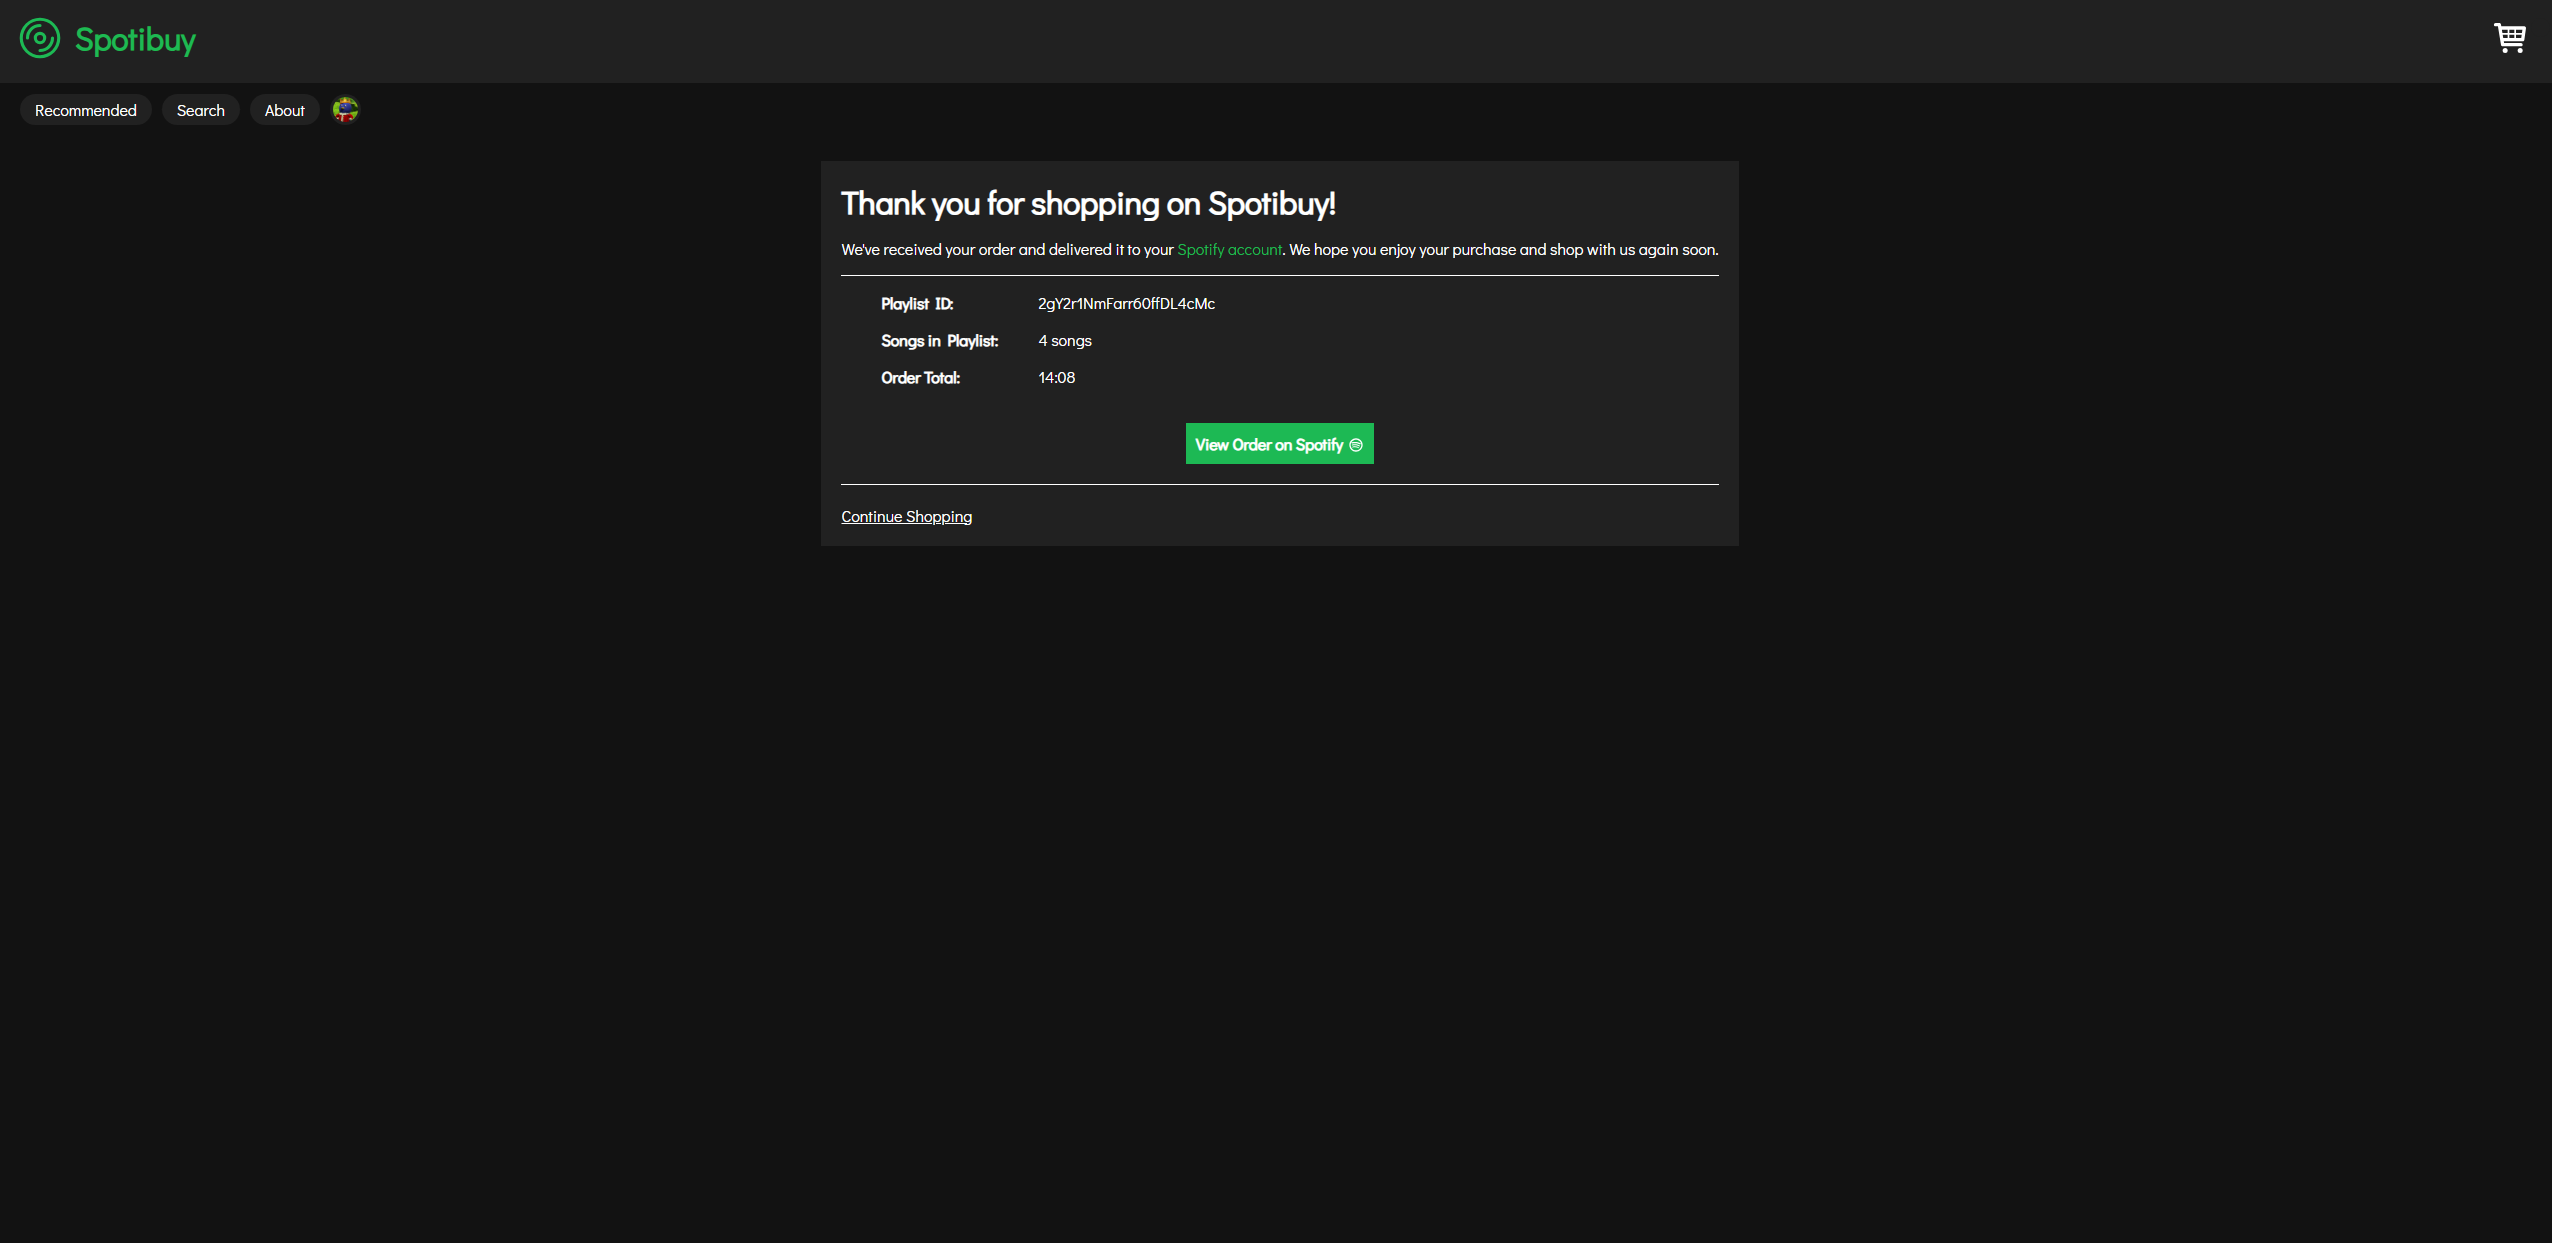 Spotibuy
Recommended
Search
About
Thank you for shopping on Spotibuy!
We've received your order and delivered it to your Spotify account. We hope you enjoy your purchase and shop with us again soon.
Playlist ID: 2gY2r1NmFarr60ffDL4cMc
Songs in Playlist: 4 songs
Order Total: 14:08
View Order on Spotify
Continue Shopping